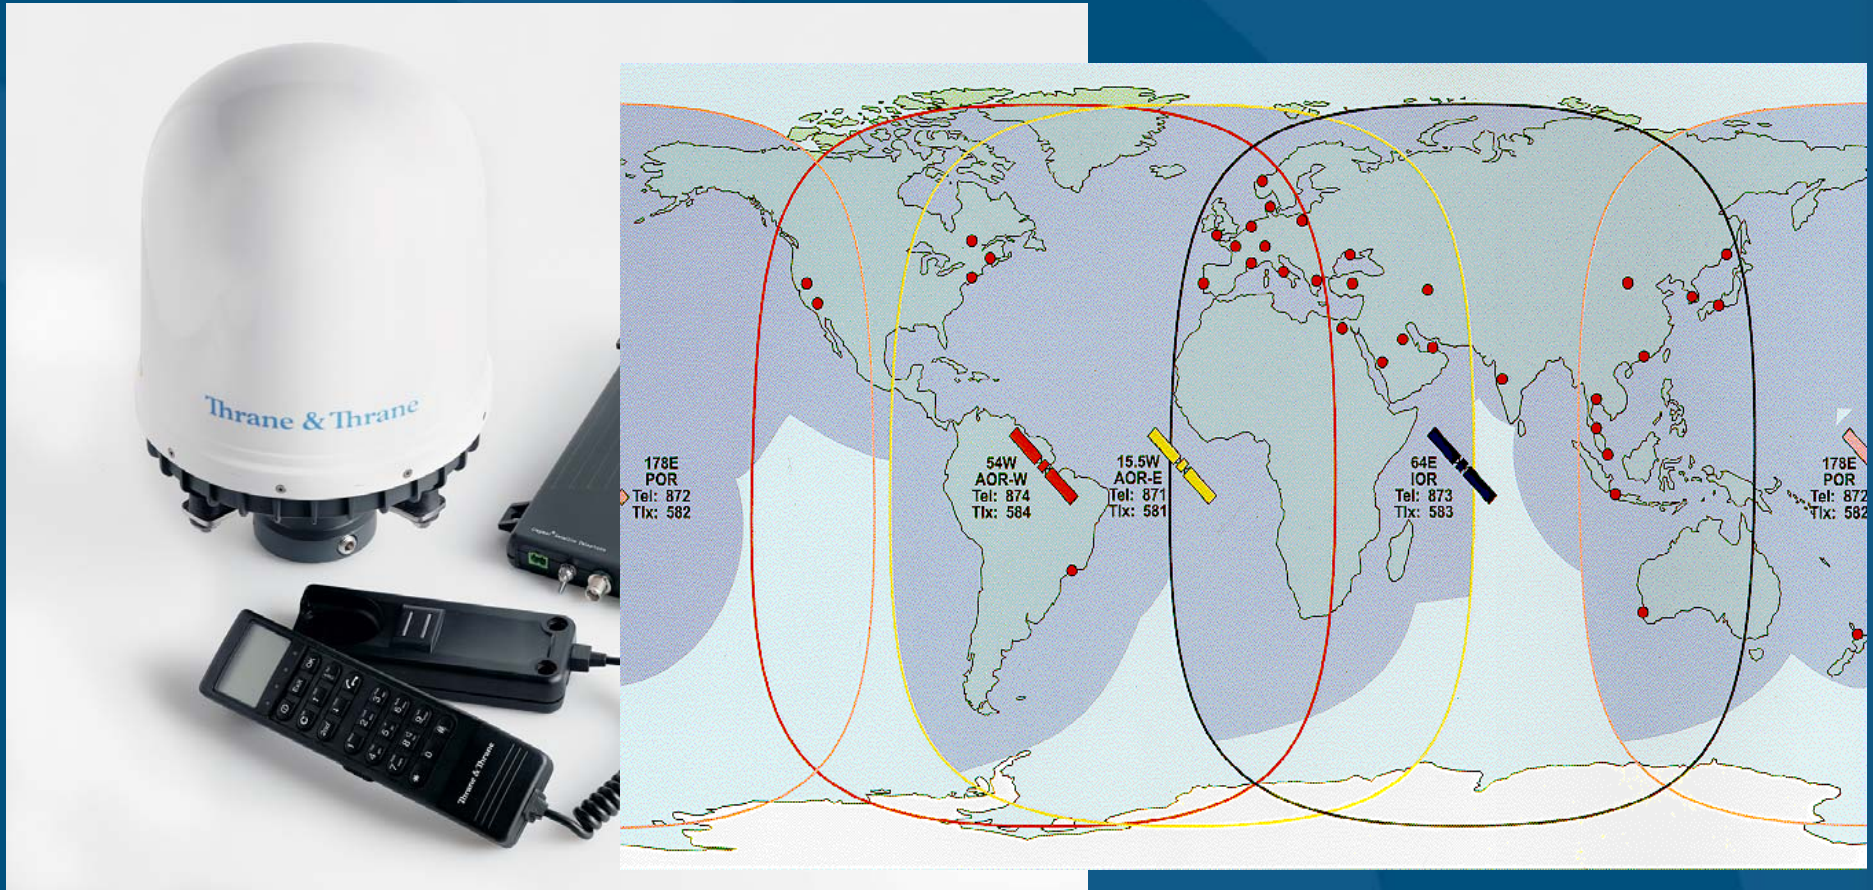 Thrane & Thrane
Thrane & Thrane
178E
POR
Tel: 872
Tlx: 582
54W
AOR-W
Tel: 874
Tlx: 584
15.5W
AOR-E
Tel: 871
Tlx: 581
64E
IOR
Tel: 873
Tlx: 583
178E
POR
Tel: 872
Tlx: 582